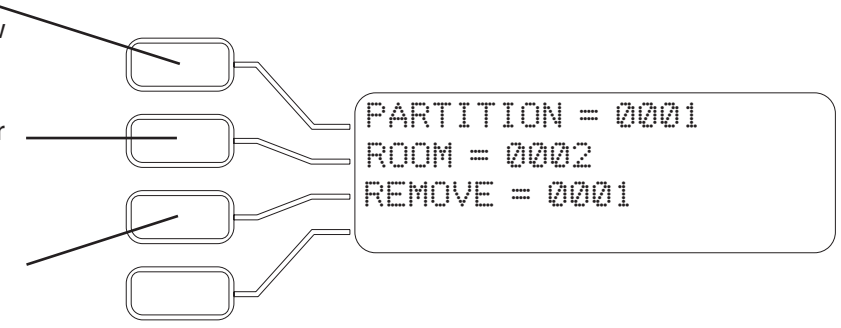 PARTITION = 0001
ROOM = 0002
REMOVE = 0001